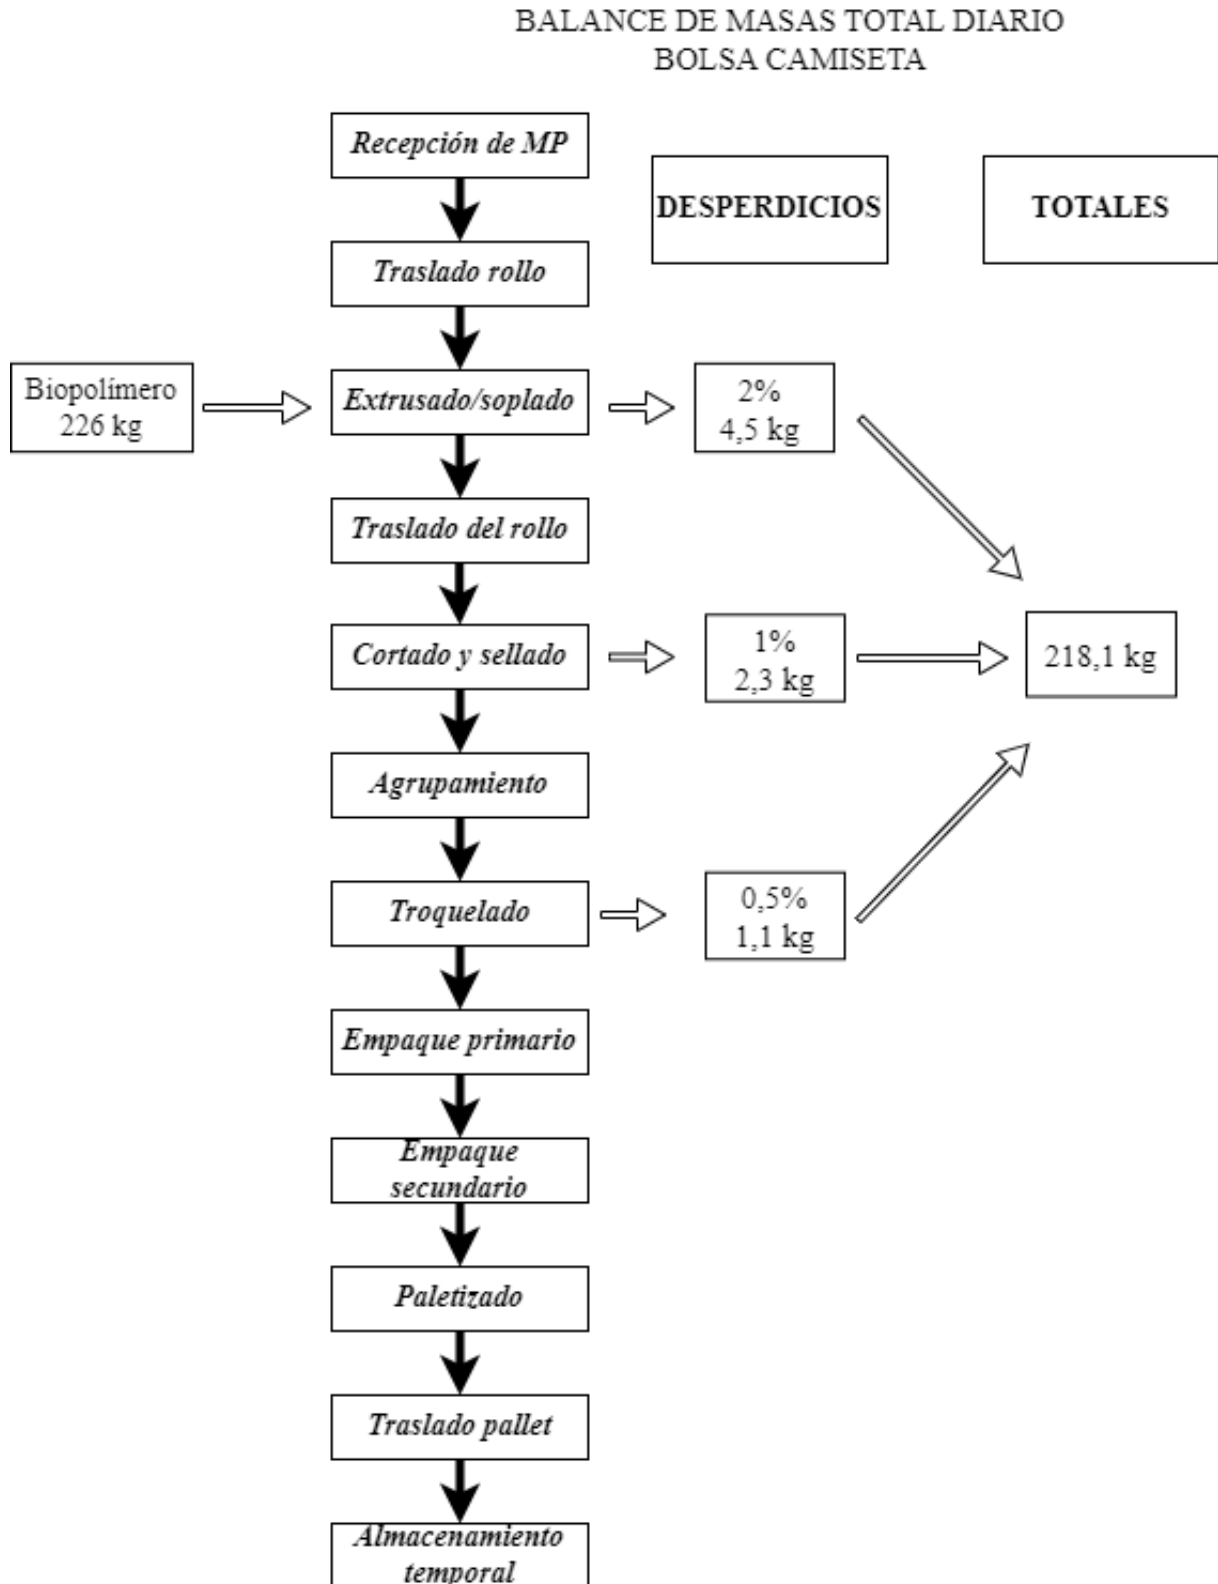 BALANCE DE MASAS TOTAL DIARIO
BOLSA CAMISETA
Recepción de MP
DESPERDICIOS
TOTALES
Traslado rollo
Biopolímero
226 kg
Extrusado/soplado
2%
4,5 kg
Traslado del rollo
Cortado y sellado
1%
2,3 kg
218,1 kg
Agrupamiento
Troquelado
0,5%
1,1 kg
Empaque primario
Empaque
secundario
Paletizado
Traslado pallet
Almacenamiento
temporal